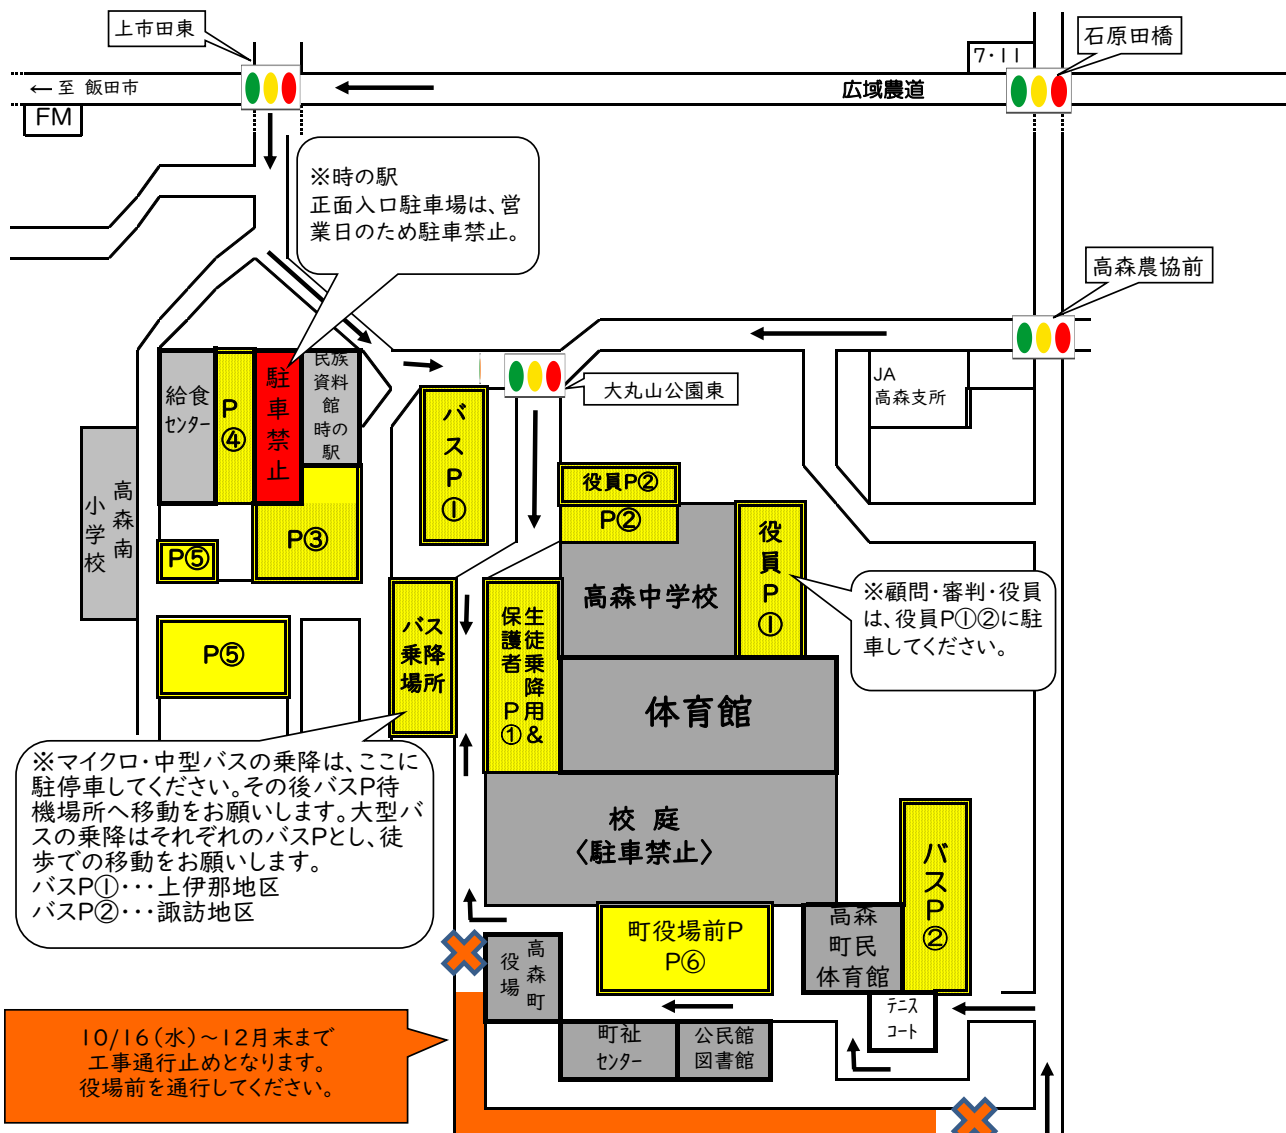 上市田東
石原田橋
7・11
← 至 飯田市
広域農道
FM
※時の駅
正面入口駐車場は、営
業日のため駐車禁止。
高森農協前
大丸山公園東
JA
高森支所
給食
センター
P
④
駐車禁止
民族
資料
館
時の
駅
バスP①
役員P②
P②
役員P①
高森南
小学校
P③
P⑤
高森中学校
※顧問・審判・役員
は、役員P①②に駐
車してください。
バス
乗降
場所
生徒乗降用&
保護者 P①
P⑤
体育館
※マイクロ・中型バスの乗降は、ここに
駐停車してください。その後バスP待
機場所へ移動をお願いします。大型バ
スの乗降はそれぞれのバスPとし、徒
歩での移動をお願いします。
バスP①・・・上伊那地区
バスP②・・・諏訪地区
校 庭
〈駐車禁止〉
バスP②
高森
町民
体育館
町役場前P
P⑥
高森町
役場
テニス
コート
町祉
センター
公民館
図書館
10/16(水)~12月末まで
工事通行止めとなります。
役場前を通行してください。